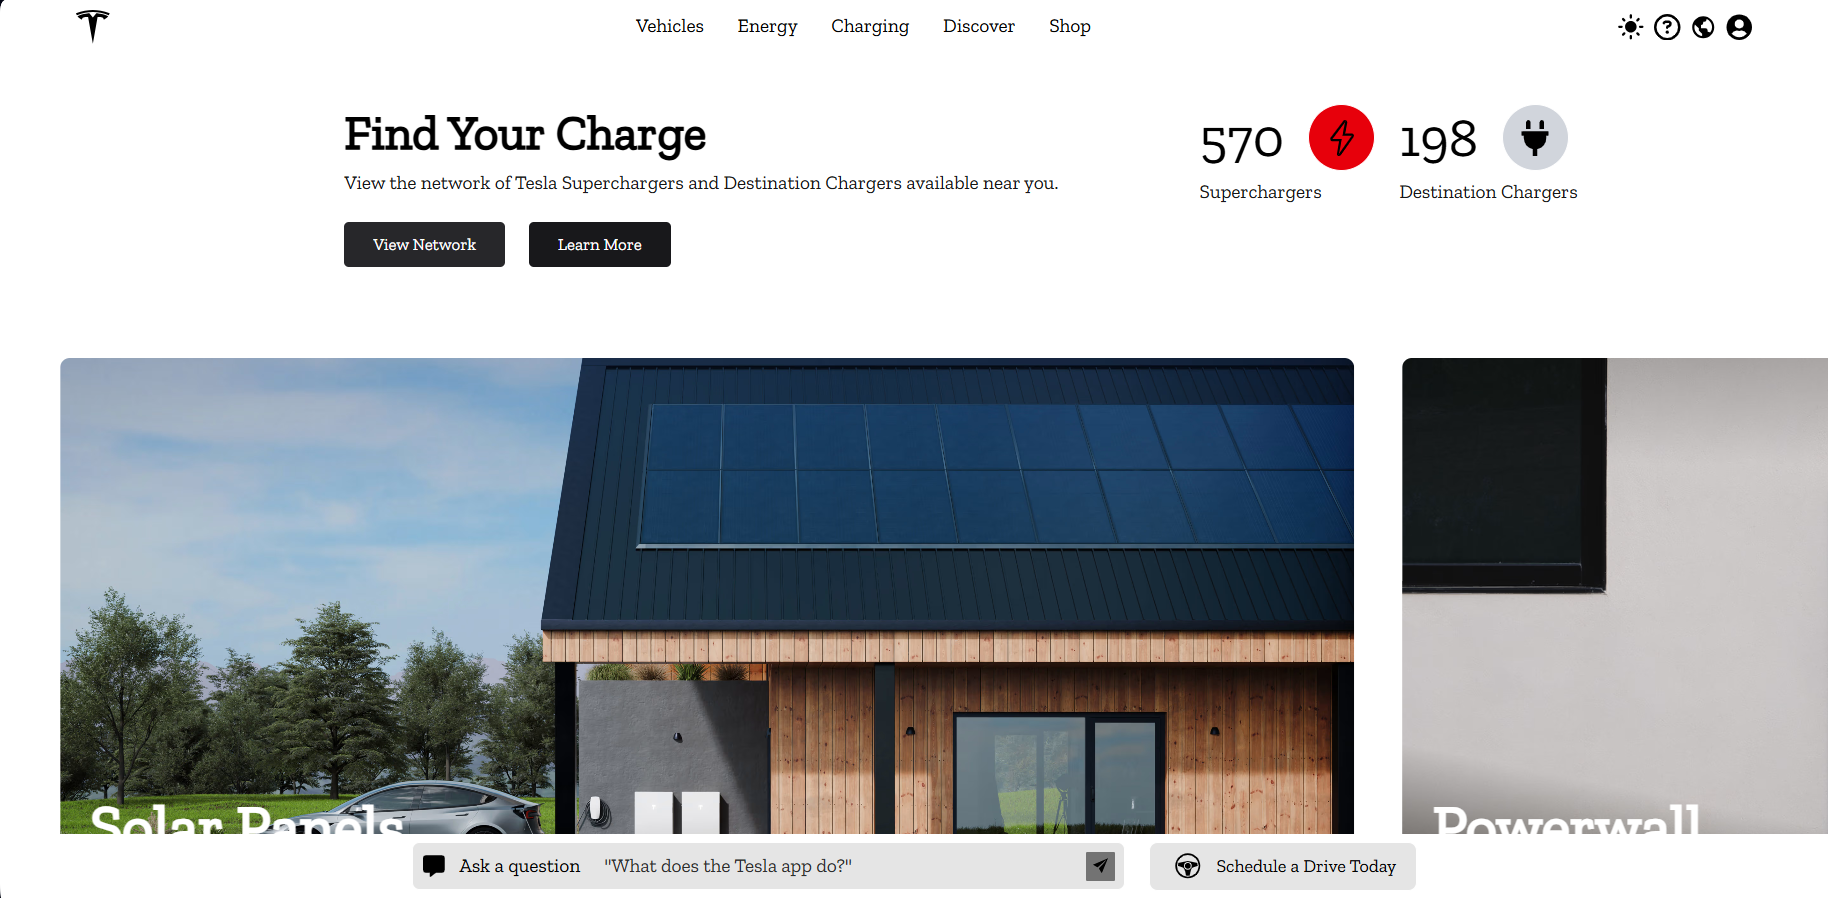 Vehicles Energy Charging Discover Shop
Find Your Charge
View the network of Tesla Superchargers and Destination Chargers available near you.
View Network Learn More
570
Superchargers
198
Destination Chargers
Solar Panels
Powerwall
Ask a question "What does the Tesla app do?"
Schedule a Drive Today